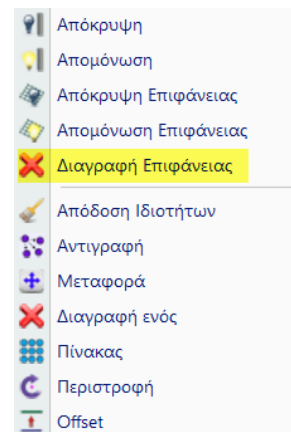 Απόκρυψη
Απομόνωση
Απόκρυψη Επιφάνειας
Απομόνωση Επιφάνειας
Διαγραφή Επιφάνειας
Απόδοση Ιδιοτήτων
Αντιγραφή
Μεταφορά
Διαγραφή ενός
Πίνακας
Περιστροφή
Offset